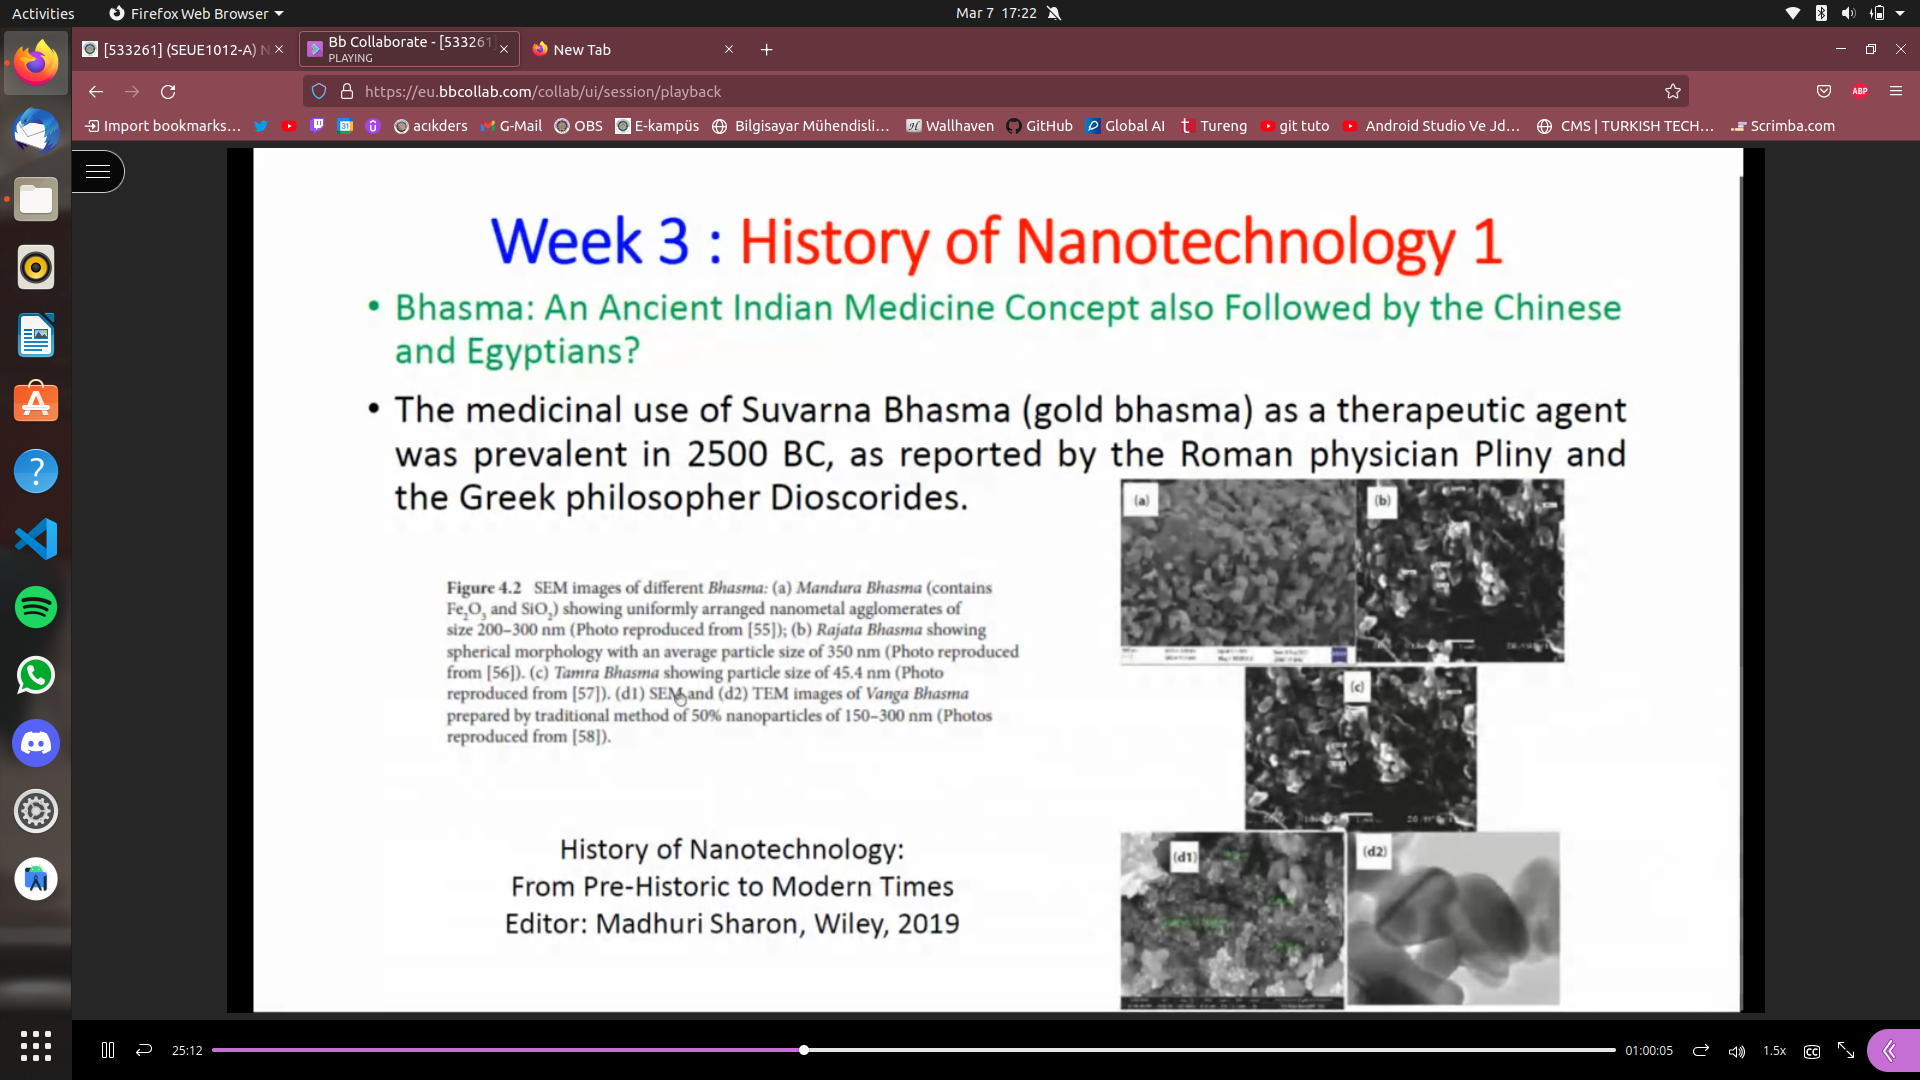 Activities
Firefox Web Browser
Mar 7 17:22
[533261] (SEUE1012-A) N
Bb Collaborate - [533261]
PLAYING
New Tab
https://eu.bbcollab.com/collab/ui/session/playback
ABP
Import bookmarks...
31
acıkders
G-Mail
OBS
E-kampüs
Bilgisayar Mühendisli...
Wallhaven
GitHub
Global AI
Tureng
git tuto
Android Studio Ve Jd...
CMS | TURKISH TECH...
Scrimba.com
Week 3 : History of Nanotechnology 1
• Bhasma: An Ancient Indian Medicine Concept also Followed by the Chinese
and Egyptians?
• The medicinal use of Suvarna Bhasma (gold bhasma) as a therapeutic agent
was prevalent in 2500 BC, as reported by the Roman physician Pliny and
the Greek philosopher Dioscorides.
(a)
(b)
Figure 4.2 SEM images of different Bhasma: (a) Mandura Bhasma (contains
Fe2O3 and SiO2) showing uniformly arranged nanometal agglomerates of
size 200–300 nm (Photo reproduced from [55]); (b) Rajata Bhasma showing
spherical morphology with an average particle size of 350 nm (Photo reproduced
from [56]). (c) Tamra Bhasma showing particle size of 45.4 nm (Photo
reproduced from [57]). (d1) SEM and (d2) TEM images of Vanga Bhasma
prepared by traditional method of 50% nanoparticles of 150–300 nm (Photos
reproduced from [58]).
(c)
(d1)
(d2)
History of Nanotechnology:
From Pre-Historic to Modern Times
Editor: Madhuri Sharon, Wiley, 2019
25:12
01:00:05
1.5x
CC